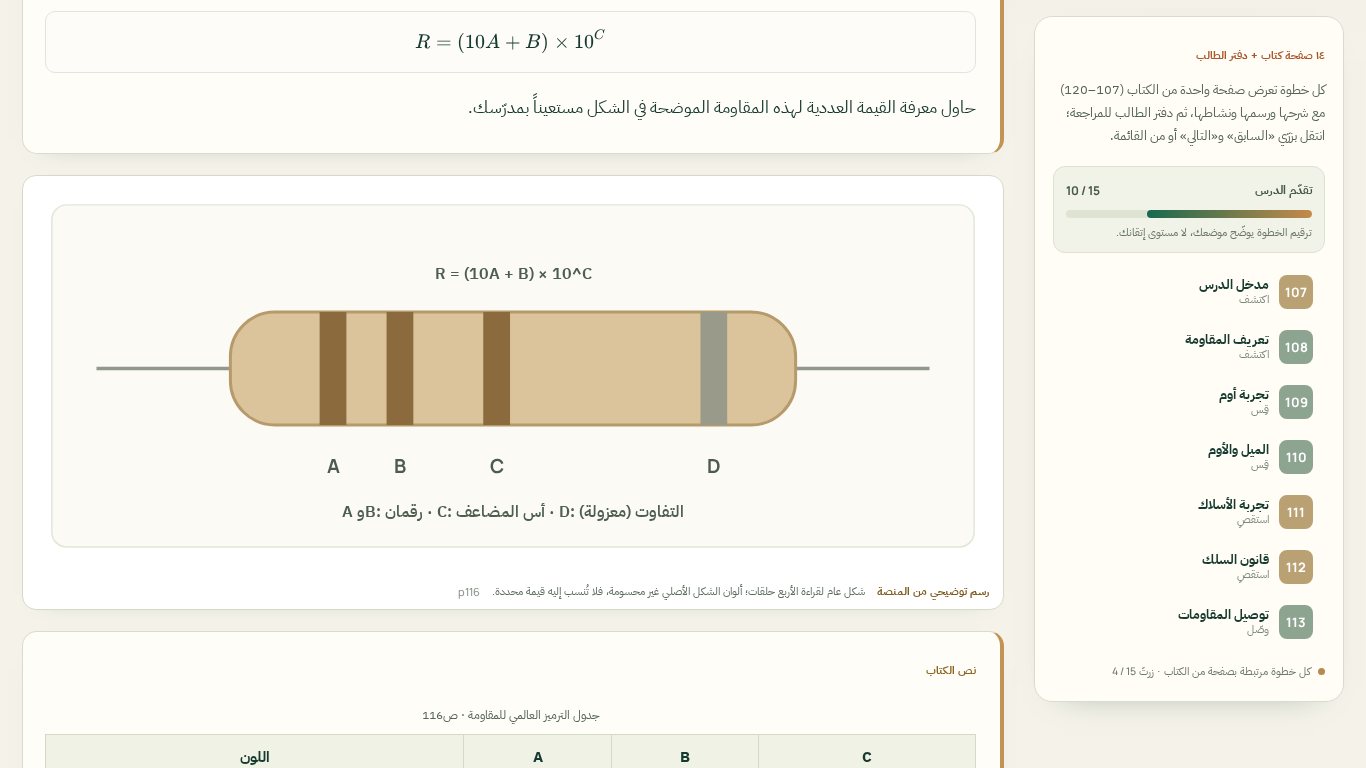 R = (10A + B) × 10^C
حاول معرفة القيمة العددية لهذه المقاومة الموضحة في الشكل مستعيناً بمدرّسك.
R = (10A + B) × 10^C
A B C D
A وB: رقمان · C: أس المضاعف · D: التفاوت (معزولة)
رسم توضيحي من المنصة شكل عام لقراءة الأربع حلقات؛ ألوان الشكل الأصلي غير محسومة، فلا تُنسب إليه قيمة محددة. p116
نص الكتاب
جدول الترميز العالمي للمقاومة · ص116
اللون A B C
١٤ صفحة كتاب + دفتر الطالب
كل خطوة تعرض صفحة واحدة من الكتاب (107–120)
مع شرحها ورسمها ونشاطها، ثم دفتر الطالب للمراجعة؛
انتقل بزرّي «السابق» و«التالي» أو من القائمة.
تقدّم الدرس 10 / 15
ترقيم الخطوة يوضّح موضعك، لا مستوى إتقانك.
107 مدخل الدرس
اكتشف
108 تعريف المقاومة
اكتشف
109 تجربة أوم
قِس
110 الميل والأوم
قِس
111 تجربة الأسلاك
استقصِ
112 قانون السلك
استقصِ
113 توصيل المقاومات
وصّل
كل خطوة مرتبطة بصفحة من الكتاب · زرتَ 15 / 4